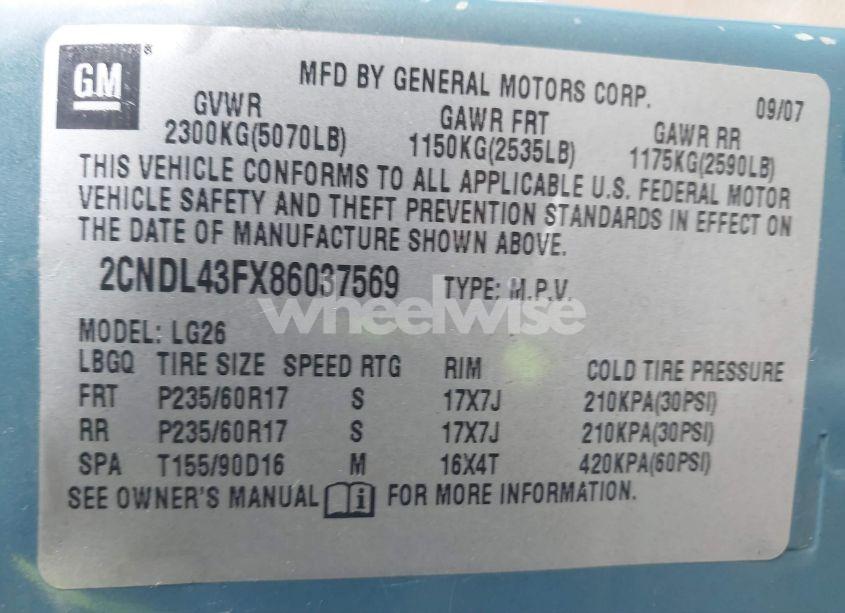 GM ®
MFD BY GENERAL MOTORS CORP.
09/07
GVWR GAWR FRT GAWR RR
2300KG(5070LB) 1150KG(2535LB) 1175KG(2590LB)
THIS VEHICLE CONFORMS TO ALL APPLICABLE U.S. FEDERAL MOTOR
VEHICLE SAFETY AND THEFT PREVENTION STANDARDS IN EFFECT ON
THE DATE OF MANUFACTURE SHOWN ABOVE.
2CNDL43FX86037569 TYPE: M.P.V.
wheelwise
MODEL: LG26
LBGQ TIRE SIZE SPEED RTG RIM COLD TIRE PRESSURE
FRT P235/60R17 S 17X7J 210KPA(30PSI)
RR P235/60R17 S 17X7J 210KPA(30PSI)
SPA T155/90D16 M 16X4T 420KPA(60PSI)
SEE OWNER'S MANUAL i FOR MORE INFORMATION.